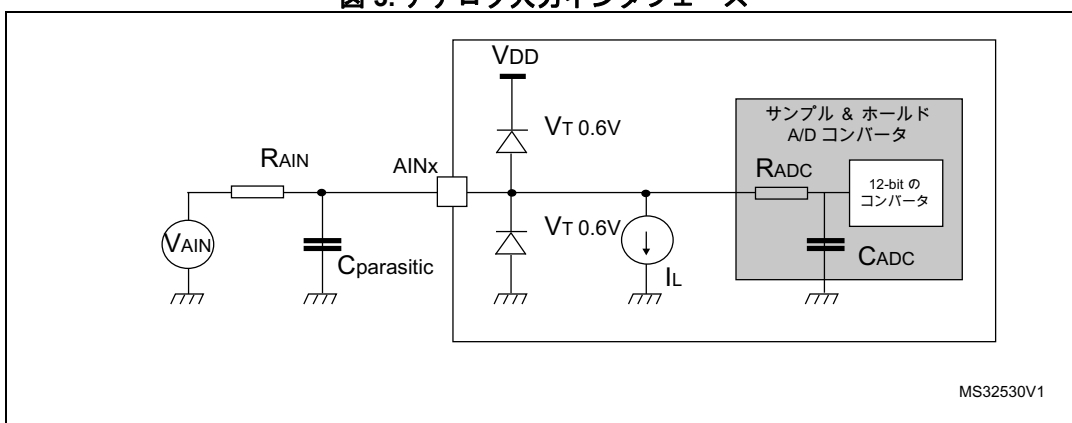 VDD
サンプル & ホールド
A/D コンバータ
VT 0.6V
RAIN
AINx
RADC
12-bit の
コンバータ
VAIN
Cparasitic
VT 0.6V
IL
CADC
MS32530V1